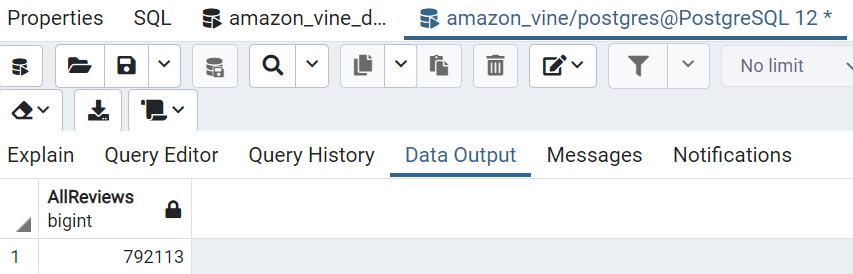 Properties SQL amazon_vine_d... amazon_vine/postgres@PostgreSQL 12 *
No limit
Explain Query Editor Query History Data Output Messages Notifications
AllReviews
bigint
1 792113